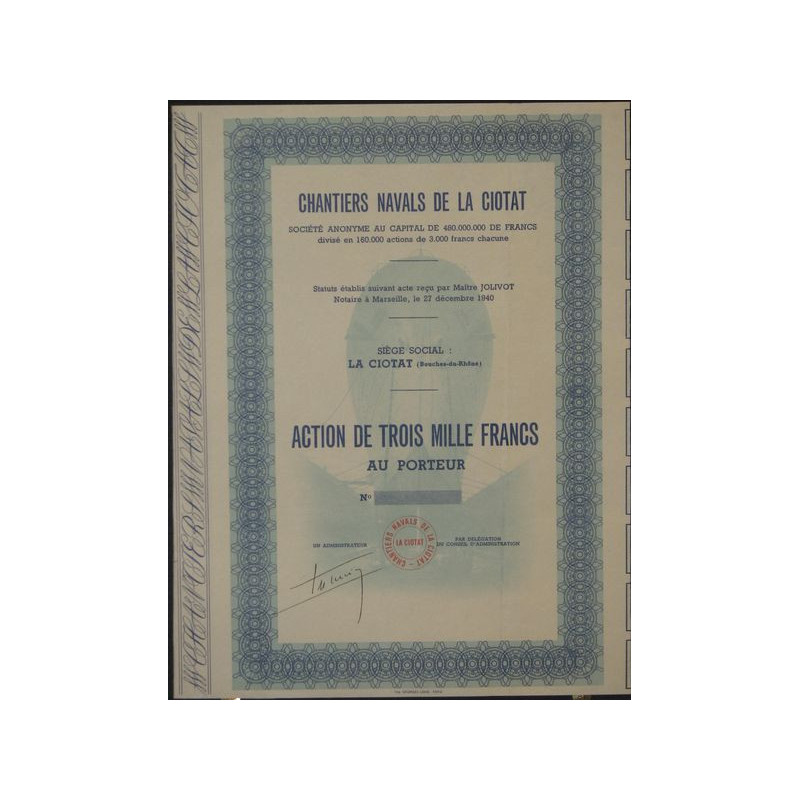 CHANTIERS NAVALS DE LA CIOTAT
SOCIÉTÉ ANONYME AU CAPITAL DE 480.000.000 DE FRANCS
divisé en 160.000 actions de 3.000 francs chacune
Statuts établis suivant acte reçu par Maître JOLIVOT
Notaire à Marseille, le 27 décembre 1940
SIÈGE SOCIAL :
LA CIOTAT (Bouches-du-Rhône)
ACTION DE TROIS MILLE FRANCS
AU PORTEUR
No
UN ADMINISTRATEUR
PAR DÉLÉGATION
DU CONSEIL D'ADMINISTRATION
CHANTIERS NAVALS DE LA CIOTAT
LA CIOTAT